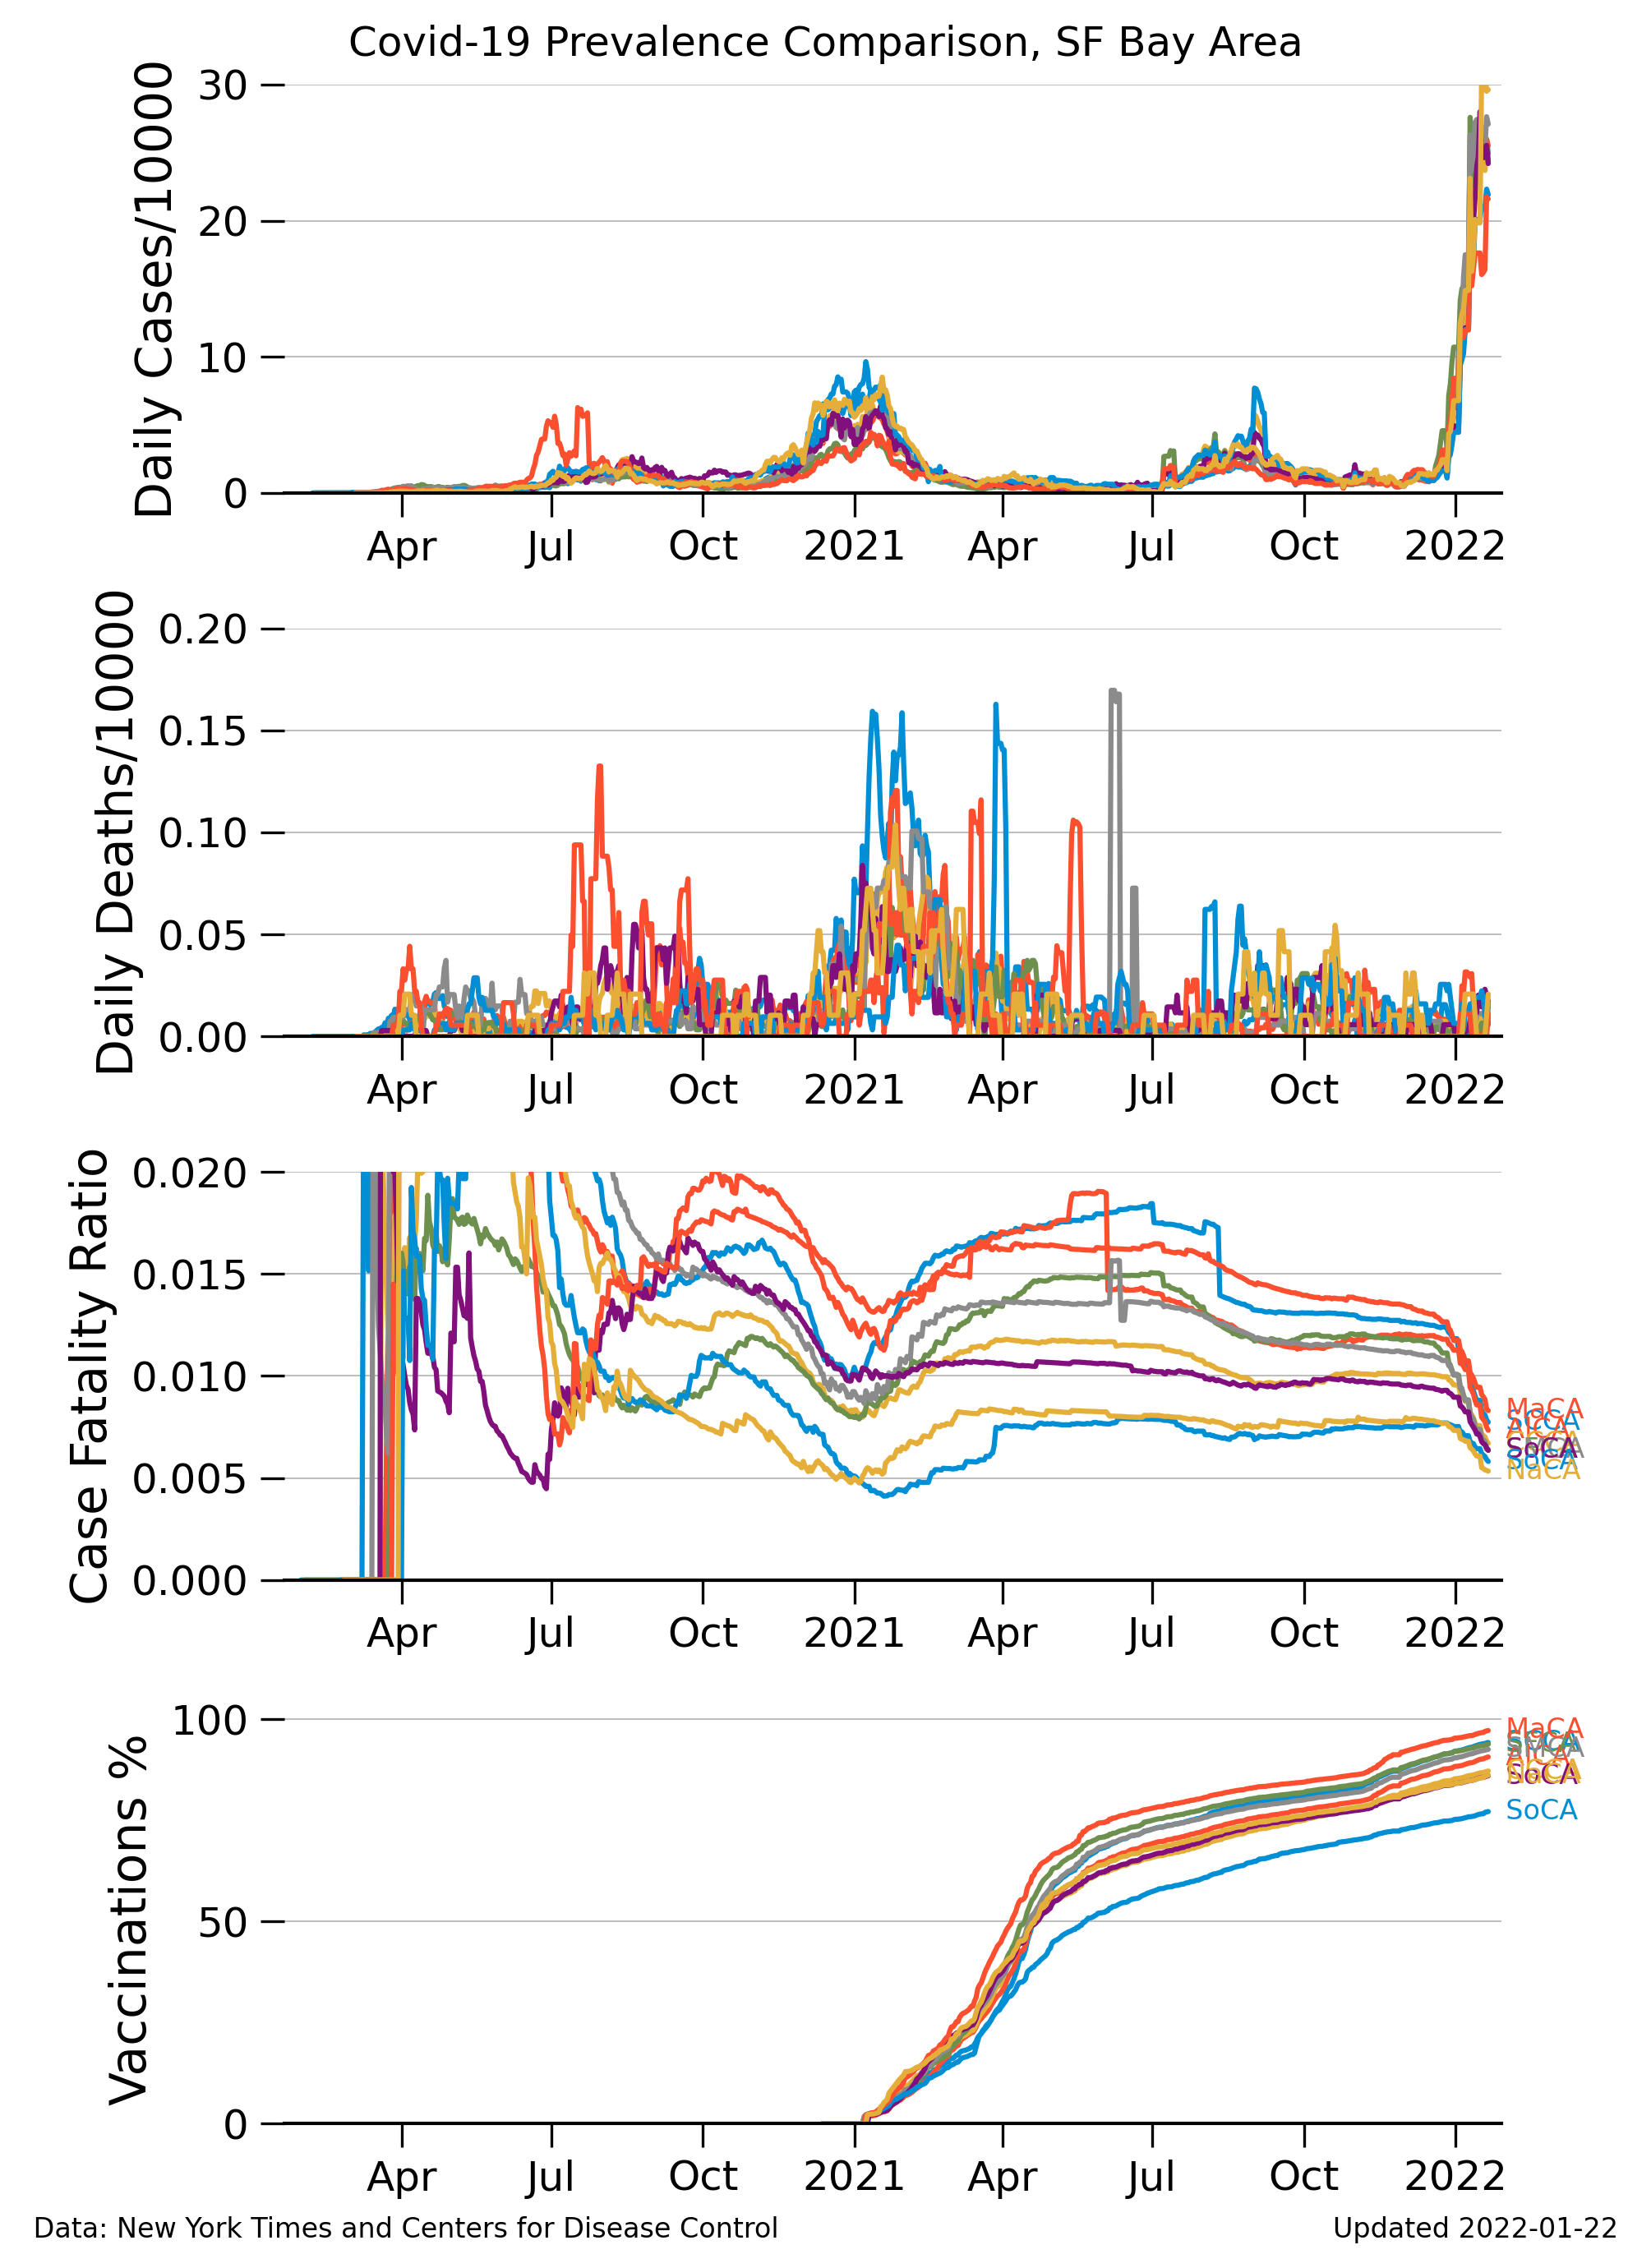 Covid-19 Prevalence Comparison, SF Bay Area
Daily Cases/10000
30
20
10
0
Apr Jul Oct 2021 Apr Jul Oct 2022
Daily Deaths/10000
0.20
0.15
0.10
0.05
0.00
Apr Jul Oct 2021 Apr Jul Oct 2022
Case Fatality Ratio
0.020
0.015
0.010
0.005
0.000
MaCA
SoCA
SoCA
NaCA
Apr Jul Oct 2021 Apr Jul Oct 2022
Vaccinations %
100
50
0
MaCA
SoCA
SoCA
Apr Jul Oct 2021 Apr Jul Oct 2022
Data: New York Times and Centers for Disease Control
Updated 2022-01-22